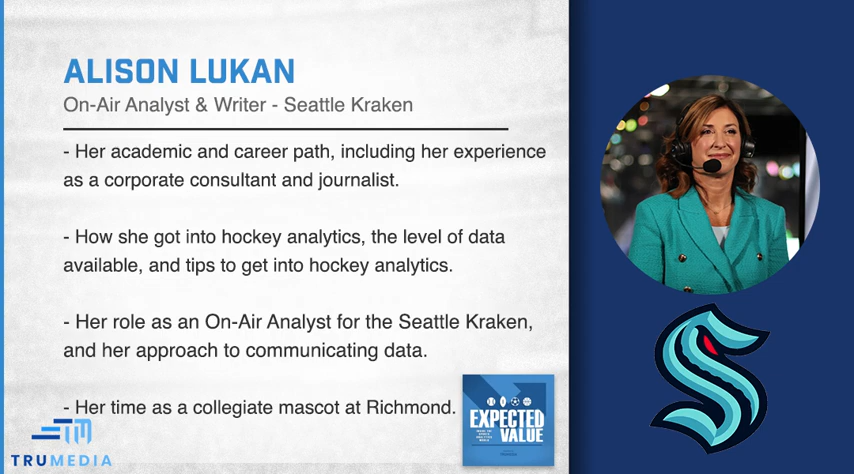 ALISON LUKAN
On-Air Analyst & Writer - Seattle Kraken
- Her academic and career path, including her experience
as a corporate consultant and journalist.
- How she got into hockey analytics, the level of data
available, and tips to get into hockey analytics.
- Her role as an On-Air Analyst for the Seattle Kraken,
and her approach to communicating data.
- Her time as a collegiate mascot at Richmond.
EXPECTED
VALUE
TRUMEDIA